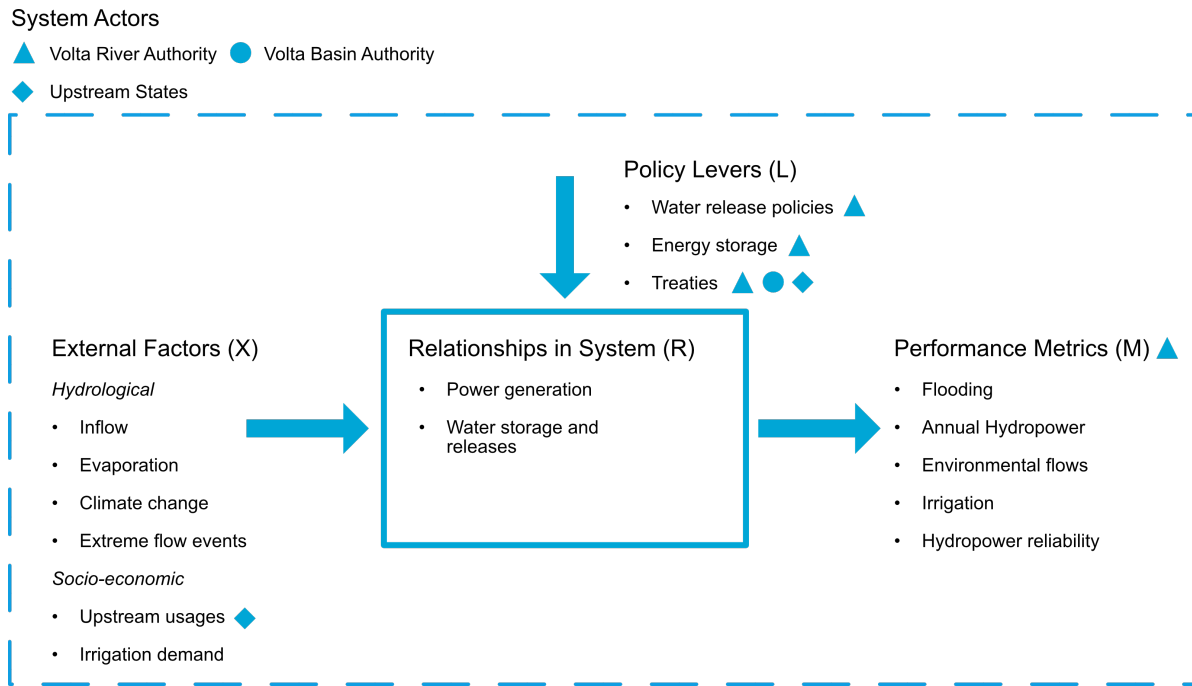 System Actors
Volta River Authority
Volta Basin Authority
Upstream States
Policy Levers (L)
• Water release policies
• Energy storage
• Treaties
External Factors (X)
Hydrological
• Inflow
• Evaporation
• Climate change
• Extreme flow events
Socio-economic
• Upstream usages
• Irrigation demand
Relationships in System (R)
• Power generation
• Water storage and
releases
Performance Metrics (M)
• Flooding
• Annual Hydropower
• Environmental flows
• Irrigation
• Hydropower reliability